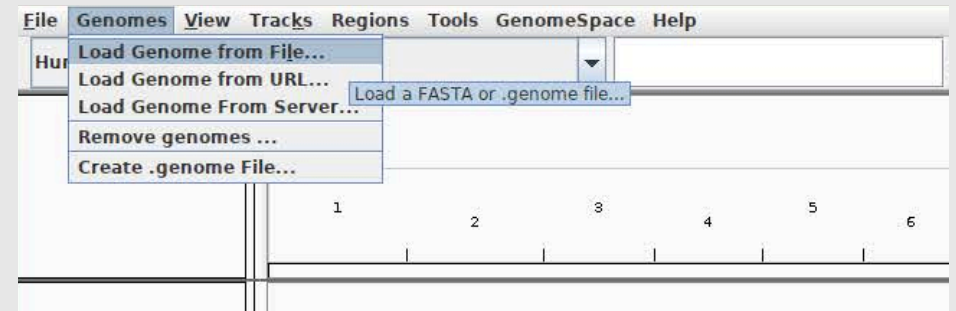 File Genomes View Tracks Regions Tools GenomeSpace Help
Hur
Load Genome from File...
Load Genome from URL...
Load a FASTA or .genome file...
Load Genome From Server...
Remove genomes ...
Create .genome File...
1 2 3 4 5 6